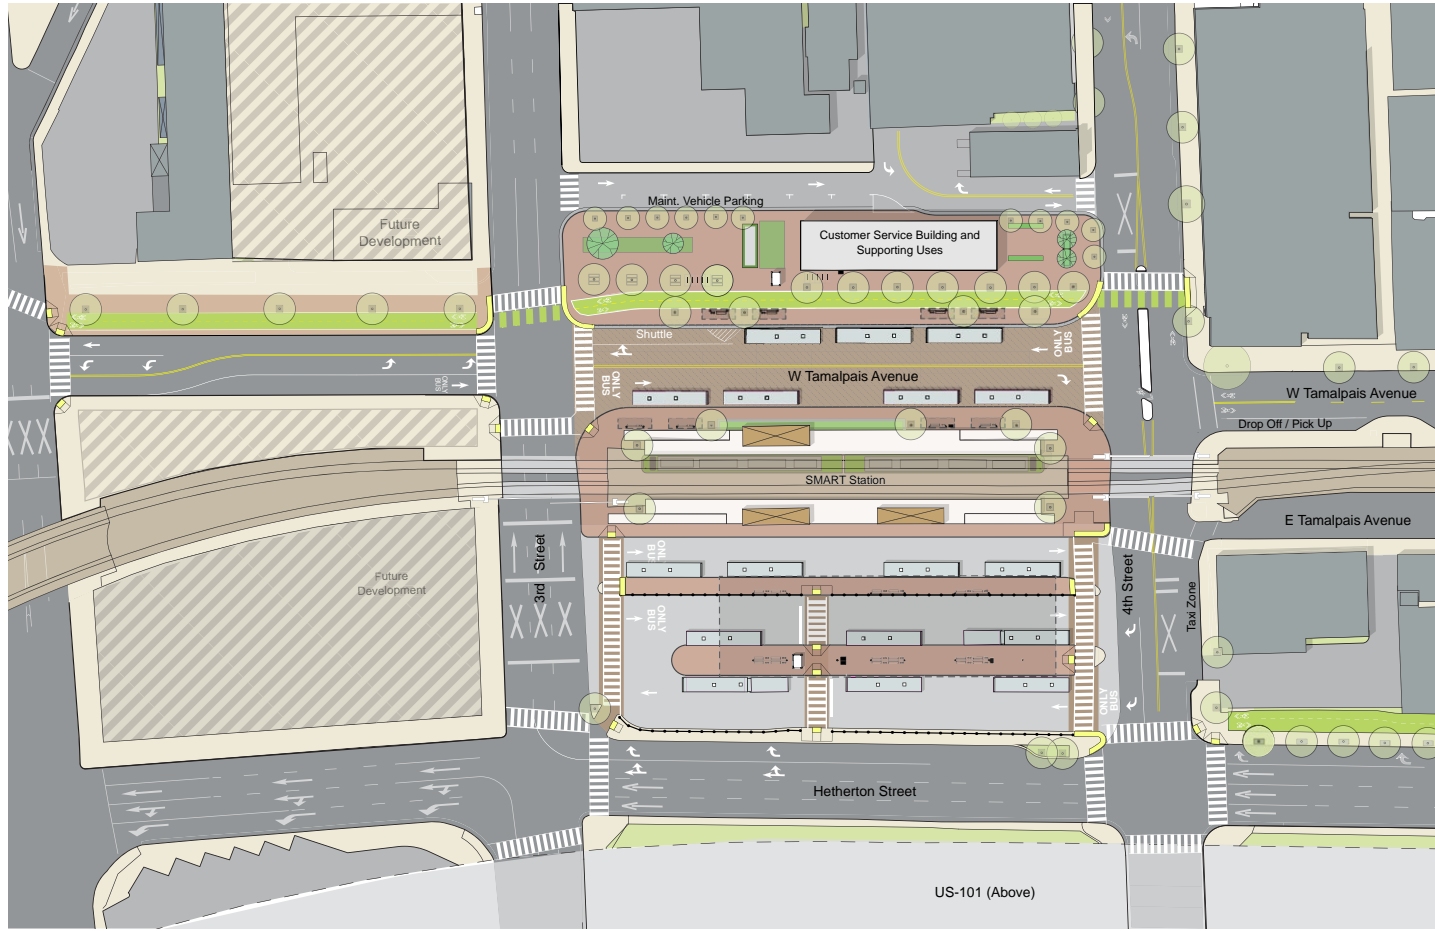 Maint. Vehicle Parking
Future
Development
Customer Service Building and
Supporting Uses
Shuttle
ONLY
BUS
ONLY
BUS
W Tamalpais Avenue
ONLY
BUS
W Tamalpais Avenue
Drop Off / Pick Up
SMART Station
E Tamalpais Avenue
3rd Street
ONLY
BUS
4th Street
Future
Development
Taxi Zone
ONLY
BUS
ONLY
BUS
Hetherton Street
US-101 (Above)